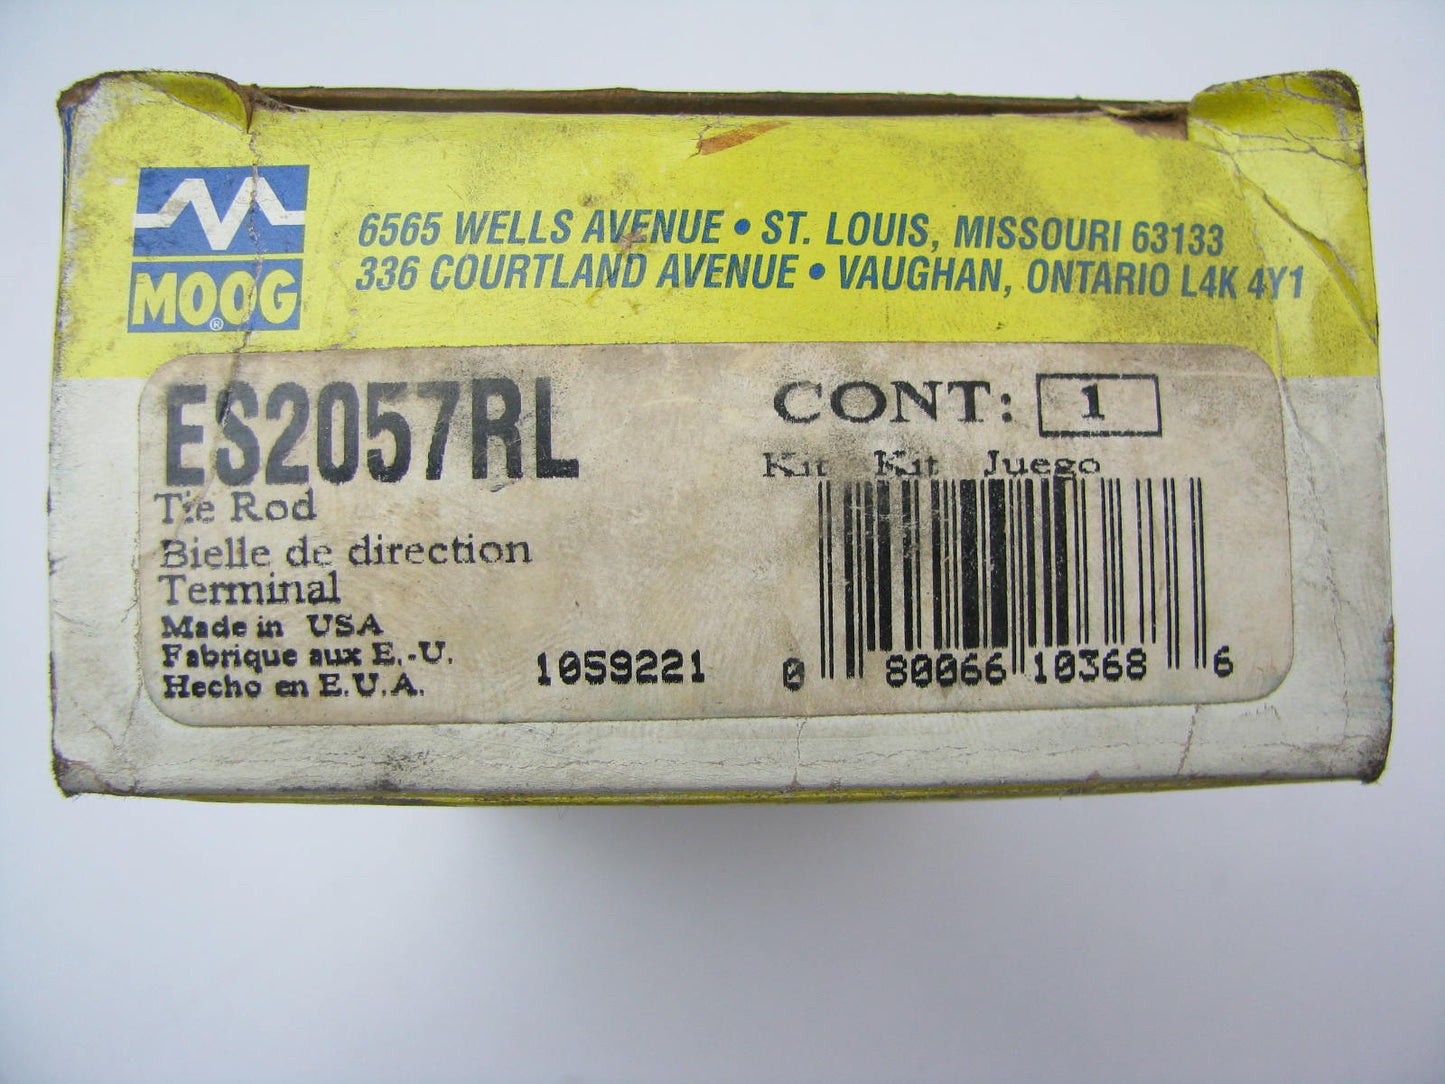 MOOG®
6565 WELLS AVENUE • ST. LOUIS, MISSOURI 63133
336 COURTLAND AVENUE • VAUGHAN, ONTARIO L4K 4Y1
ES2057RL
Tie Rod
Bielle de direction
Terminal
Made in USA
Fabrique aux E.-U.
Hecho en E.U.A.
1059221
CONT: 1
Kit Kit Juego
0 80066 10368 6